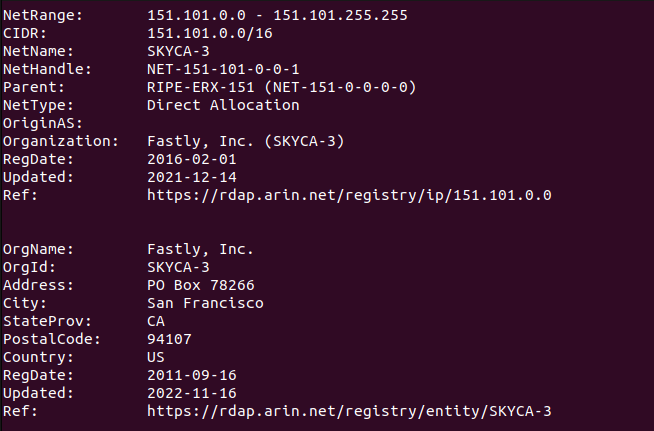 NetRange:       151.101.0.0 - 151.101.255.255
CIDR:           151.101.0.0/16
NetName:        SKYCA-3
NetHandle:      NET-151-101-0-0-1
Parent:         RIPE-ERX-151 (NET-151-0-0-0-0)
NetType:        Direct Allocation
OriginAS:
Organization:   Fastly, Inc. (SKYCA-3)
RegDate:        2016-02-01
Updated:        2021-12-14
Ref:            https://rdap.arin.net/registry/ip/151.101.0.0
OrgName:        Fastly, Inc.
OrgId:          SKYCA-3
Address:        PO Box 78266
City:           San Francisco
StateProv:      CA
PostalCode:     94107
Country:        US
RegDate:        2011-09-16
Updated:        2022-11-16
Ref:            https://rdap.arin.net/registry/entity/SKYCA-3